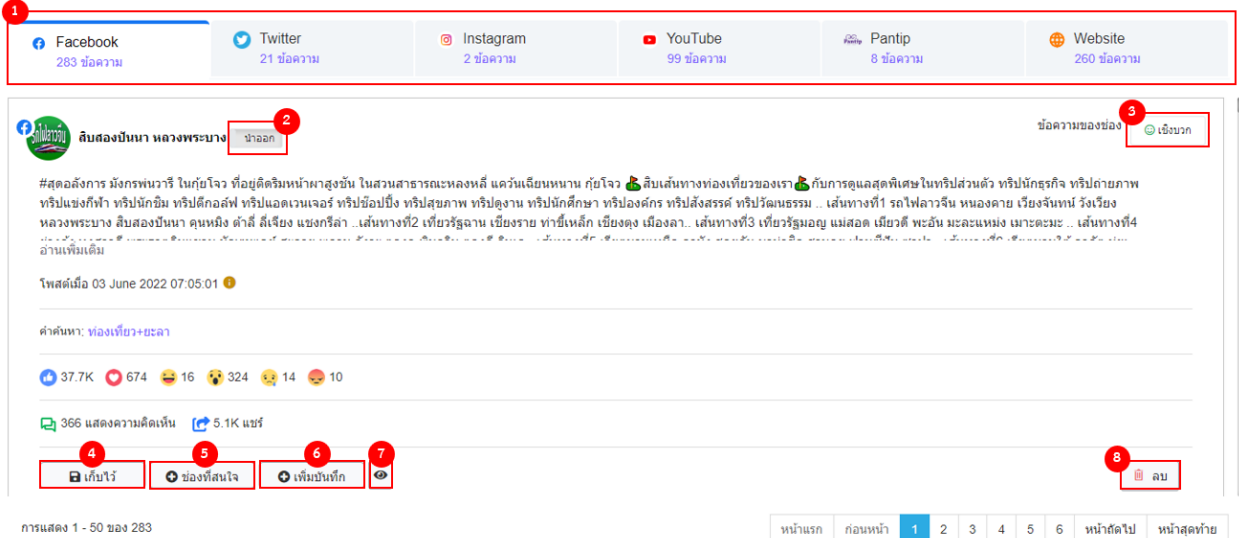 1
Facebook
283 ข้อความ
Twitter
21 ข้อความ
Instagram
2 ข้อความ
YouTube
99 ข้อความ
Pantip
Pantip
8 ข้อความ
Website
260 ข้อความ
2
3
สิบสองปันนา หลวงพระบาง นำออก
ข้อความของช่อง เชิงบวก
#สุดอลังการ มังกรพ่นวารี ในกุ้ยโจว ที่อยู่ติดริมหน้าผาสูงชัน ในสวนสาธารณะหลงหลี่ แคว้นเฉียนหนาน กุ้ยโจว ⛳สิบเส้นทางท่องเที่ยวของเรา⛳กับการดูแลสุดพิเศษในทริปส่วนตัว ทริปนักธุรกิจ ทริปถ่ายภาพ
ทริปแข่งกีฬา ทริปนักชิม ทริปตีกอล์ฟ ทริปแอดเวนเจอร์ ทริปช้อปปิ้ง ทริปสุขภาพ ทริปดูงาน ทริปนักศึกษา ทริปองค์กร ทริปสังสรรค์ ทริปวัฒนธรรม .. เส้นทางที่1 รถไฟลาวจีน หนองคาย เวียงจันทน์ วังเวียง
หลวงพระบาง สิบสองปันนา คุนหมิง ต้าลี่ ลี่เจียง แชงกรีล่า ..เส้นทางที่2 เที่ยวรัฐฉาน เชียงราย ท่าขี้เหล็ก เชียงตุง เมืองลา.. เส้นทางที่3 เที่ยวรัฐมอญ แม่สอด เมียวดี พะอัน มะละแหม่ง เมาะตะมะ .. เส้นทางที่4
อ่านเพิ่มเติม
โพสต์เมื่อ 03 June 2022 07:05:01
คำค้นหา: ท่องเที่ยว+ยะลา
37.7K 674 16 324 14 10
366 แสดงความคิดเห็น 5.1K แชร์
4 5 6 7 8
เก็บไว้ ช่องที่สนใจ เพิ่มบันทึก ลบ
การแสดง 1 - 50 ของ 283
หน้าแรก ก่อนหน้า 1 2 3 4 5 6 หน้าถัดไป หน้าสุดท้าย